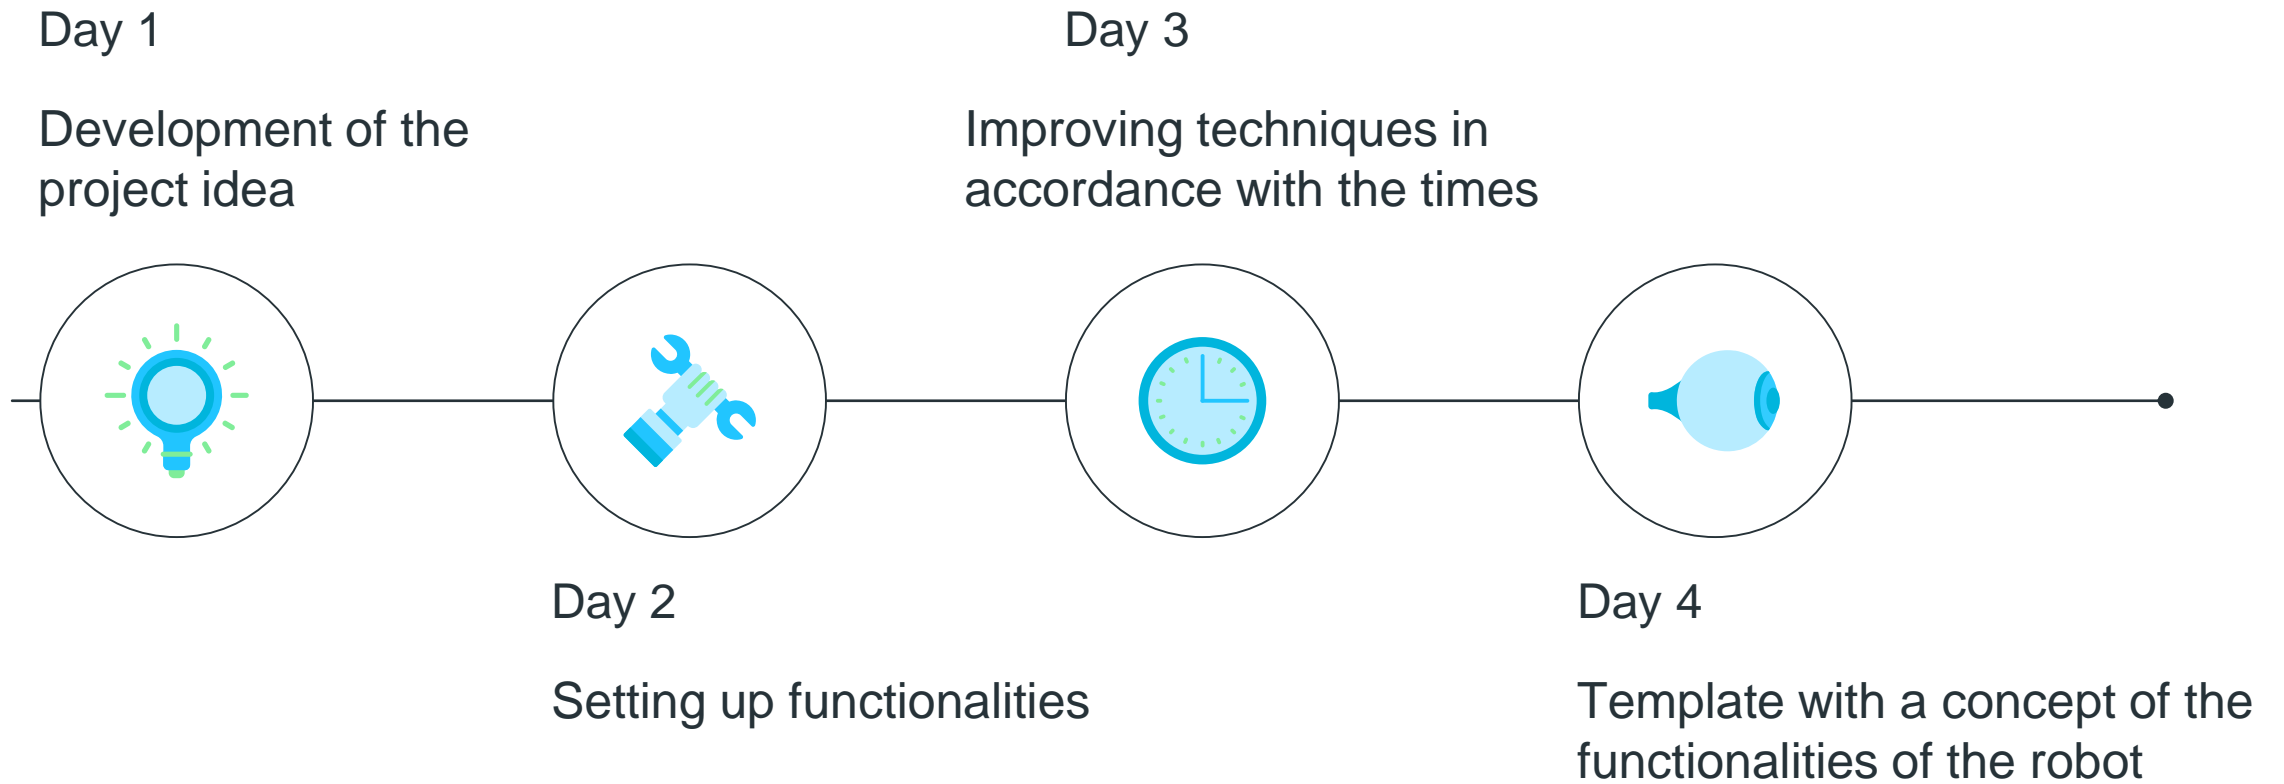 Day 1
Development of the
project idea
Day 2
Setting up functionalities
Day 3
Improving techniques in
accordance with the times
Day 4
Template with a concept of the
functionalities of the robot